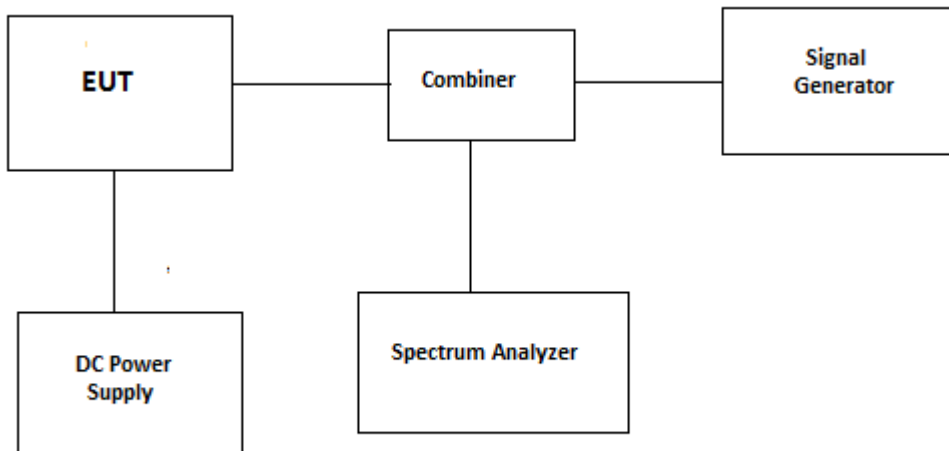 EUT
Combiner
Signal
Generator
DC Power
Supply
Spectrum Analyzer